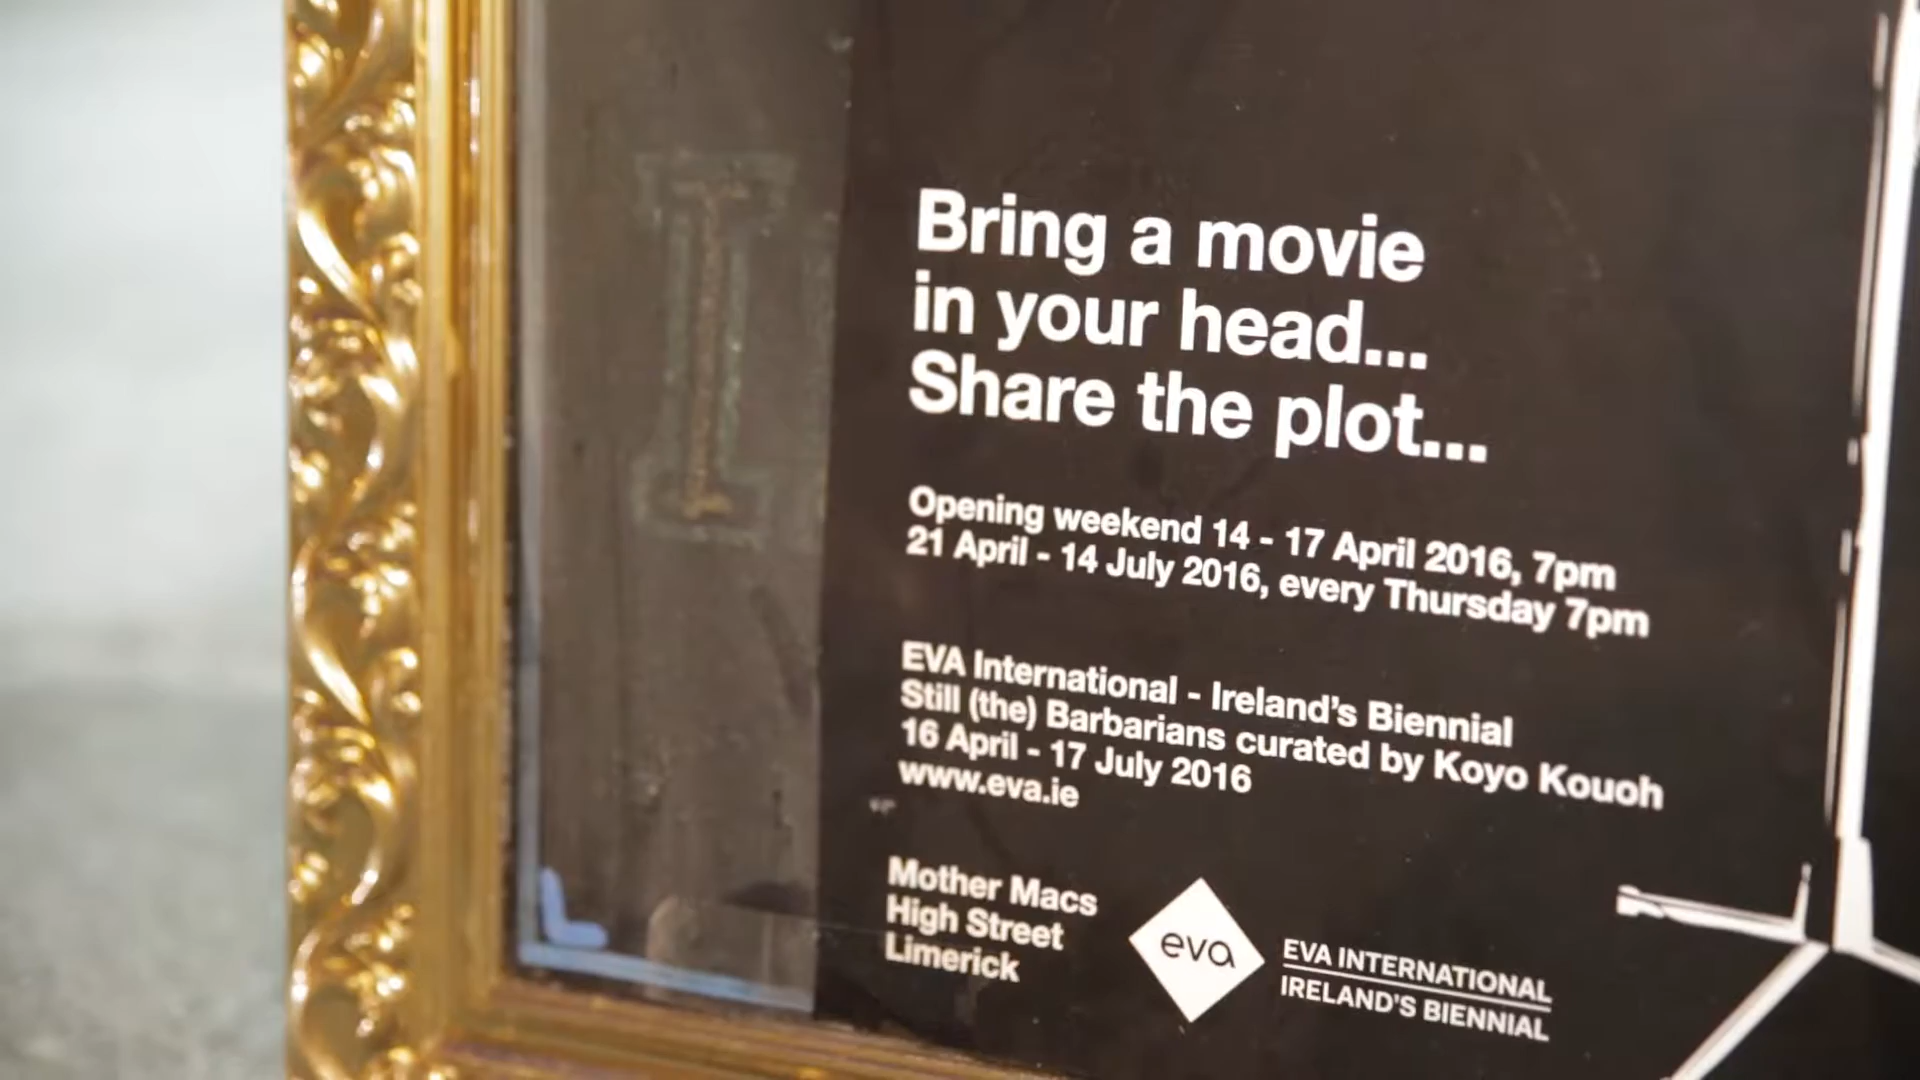 I
Bring a movie
in your head...
Share the plot...
Opening weekend 14 - 17 April 2016, 7pm
21 April - 14 July 2016, every Thursday 7pm
EVA International - Ireland's Biennial
Still (the) Barbarians curated by Koyo Kouoh
16 April - 17 July 2016
www.eva.ie
Mother Macs
High Street
Limerick
eva
EVA INTERNATIONAL
IRELAND'S BIENNIAL